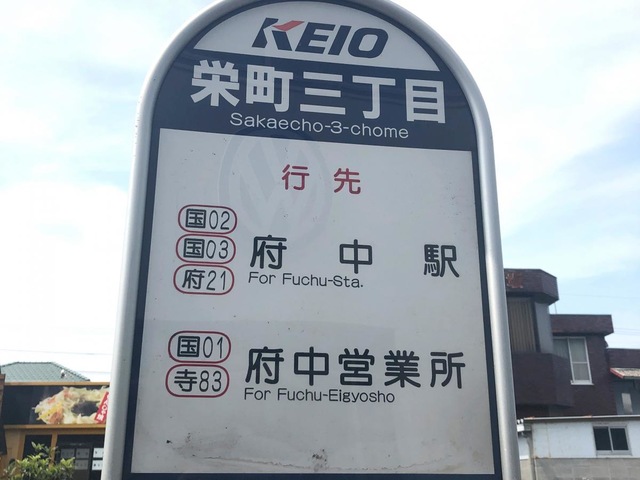 KEIO
栄町三丁目
Sakaecho-3-chome
行先
国02
国03
府21
府中駅
For Fuchu-Sta.
国01
寺83
府中営業所
For Fuchu-Eigyosho